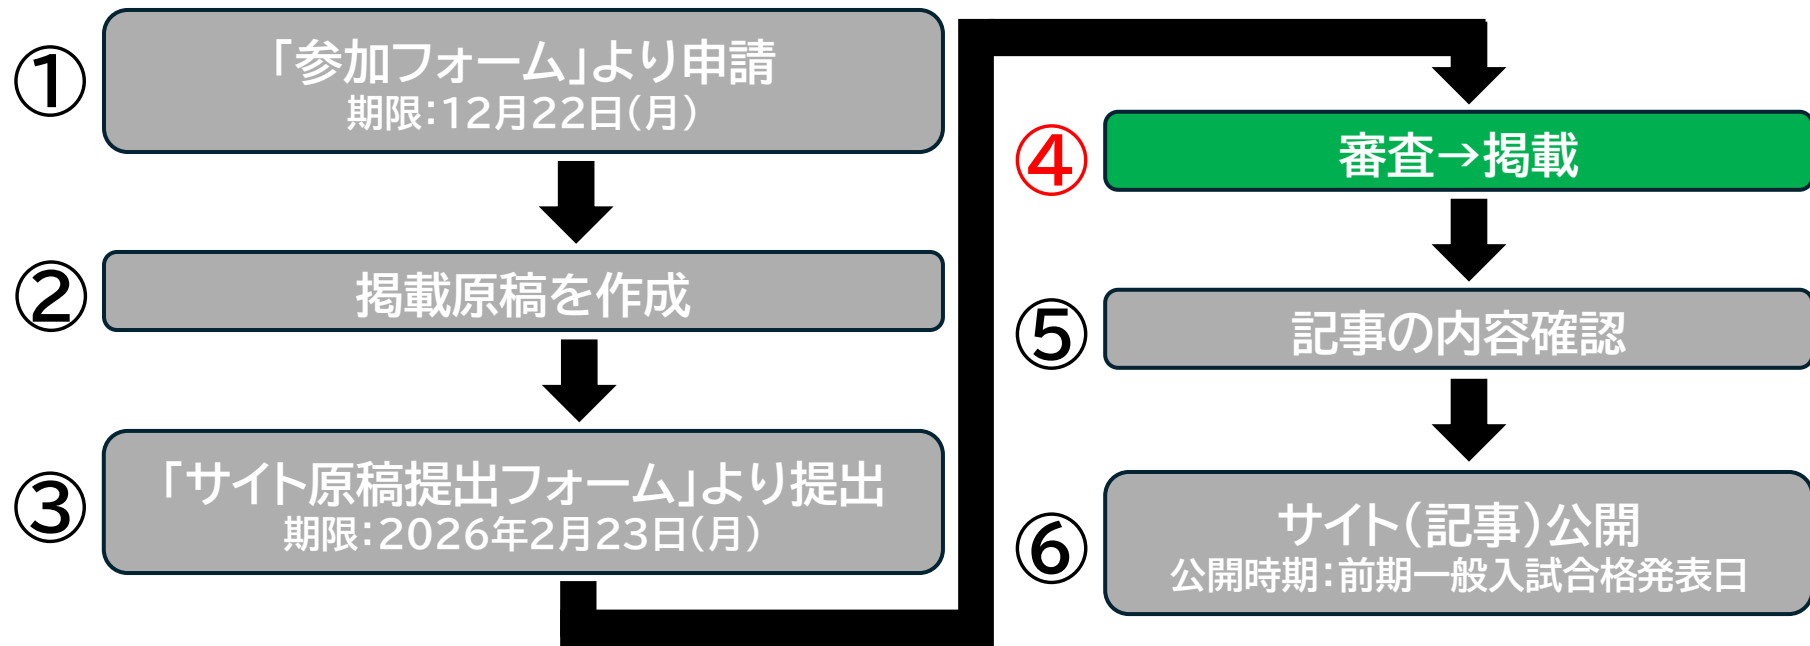 ①
「参加フォーム」より申請
期限：12月22日（月）
②
掲載原稿を作成
③
「サイト原稿提出フォーム」より提出
期限：2026年2月23日（月）
④
審査→掲載
⑤
記事の内容確認
⑥
サイト（記事）公開
公開時期：前期一般入試合格発表日